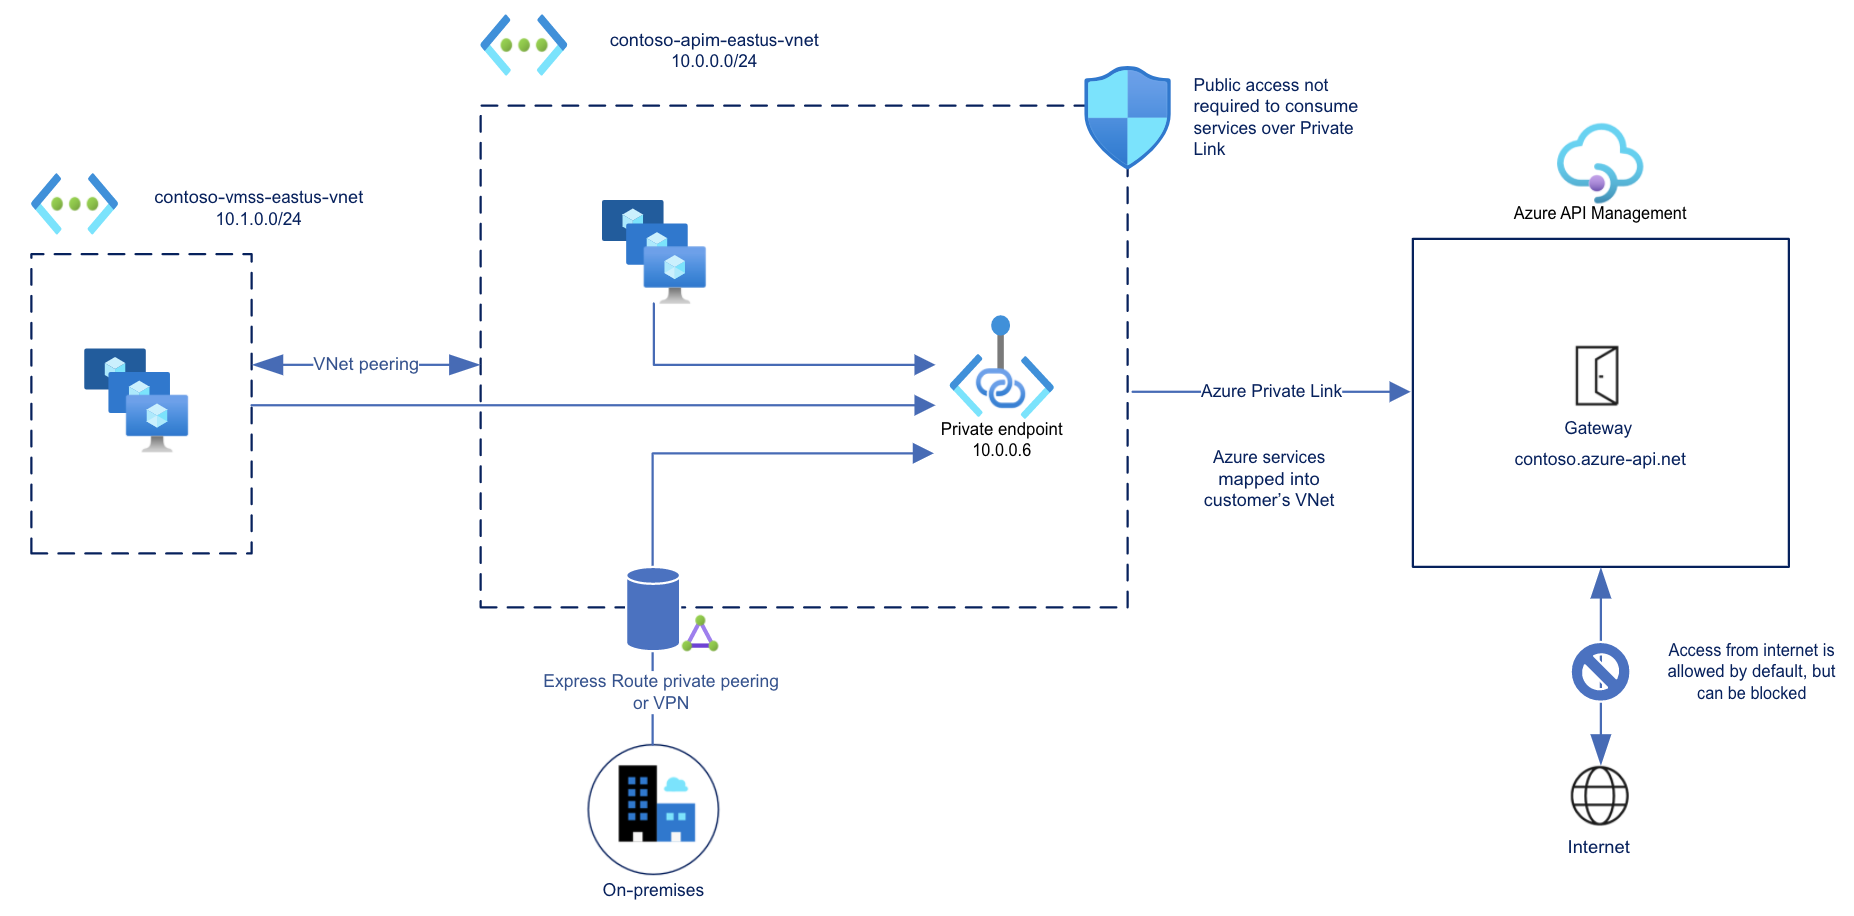 contoso-apim-eastus-vnet
10.0.0.0/24
Public access not
required to consume
services over Private
Link
contoso-vmss-eastus-vnet
10.1.0.0/24
Azure API Management
VNet peering
Private endpoint
10.0.0.6
Azure Private Link
Azure services
mapped into
customer’s VNet
Gateway
contoso.azure-api.net
Express Route private peering
or VPN
Access from internet is
allowed by default, but
can be blocked
Internet
On-premises